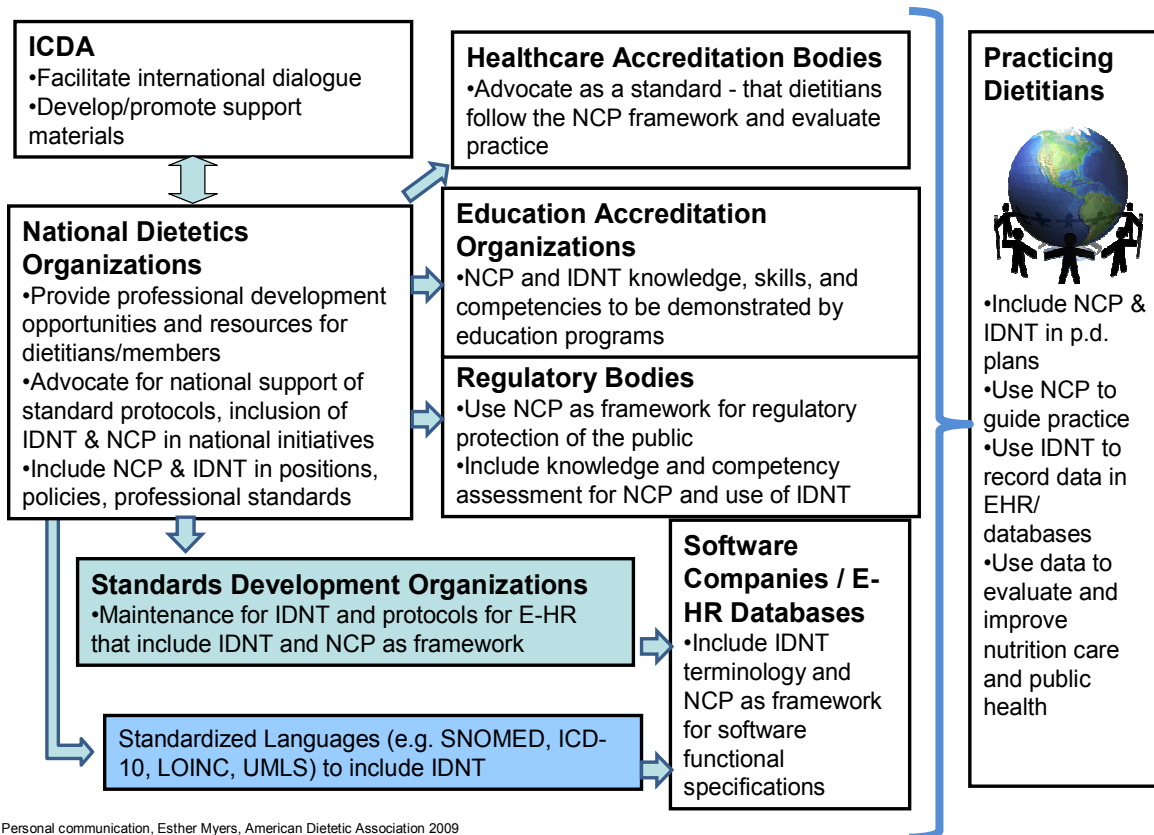 ICDA
•Facilitate international dialogue
•Develop/promote support
materials
Healthcare Accreditation Bodies
•Advocate as a standard - that dietitians
follow the NCP framework and evaluate
practice
National Dietetics
Organizations
•Provide professional development
opportunities and resources for
dietitians/members
•Advocate for national support of
standard protocols, inclusion of
IDNT & NCP in national initiatives
•Include NCP & IDNT in positions,
policies, professional standards
Education Accreditation
Organizations
•NCP and IDNT knowledge, skills, and
competencies to be demonstrated by
education programs
Regulatory Bodies
•Use NCP as framework for regulatory
protection of the public
•Include knowledge and competency
assessment for NCP and use of IDNT
Standards Development Organizations
•Maintenance for IDNT and protocols for E-HR
that include IDNT and NCP as framework
Standardized Languages (e.g. SNOMED, ICD-
10, LOINC, UMLS) to include IDNT
Software
Companies / E-
HR Databases
•Include IDNT
terminology and
NCP as framework
for software
functional
specifications
Practicing
Dietitians
•Include NCP &
IDNT in p.d.
plans
•Use NCP to
guide practice
•Use IDNT to
record data in
EHR/
databases
•Use data to
evaluate and
improve
nutrition care
and public
health
Personal communication, Esther Myers, American Dietetic Association 2009